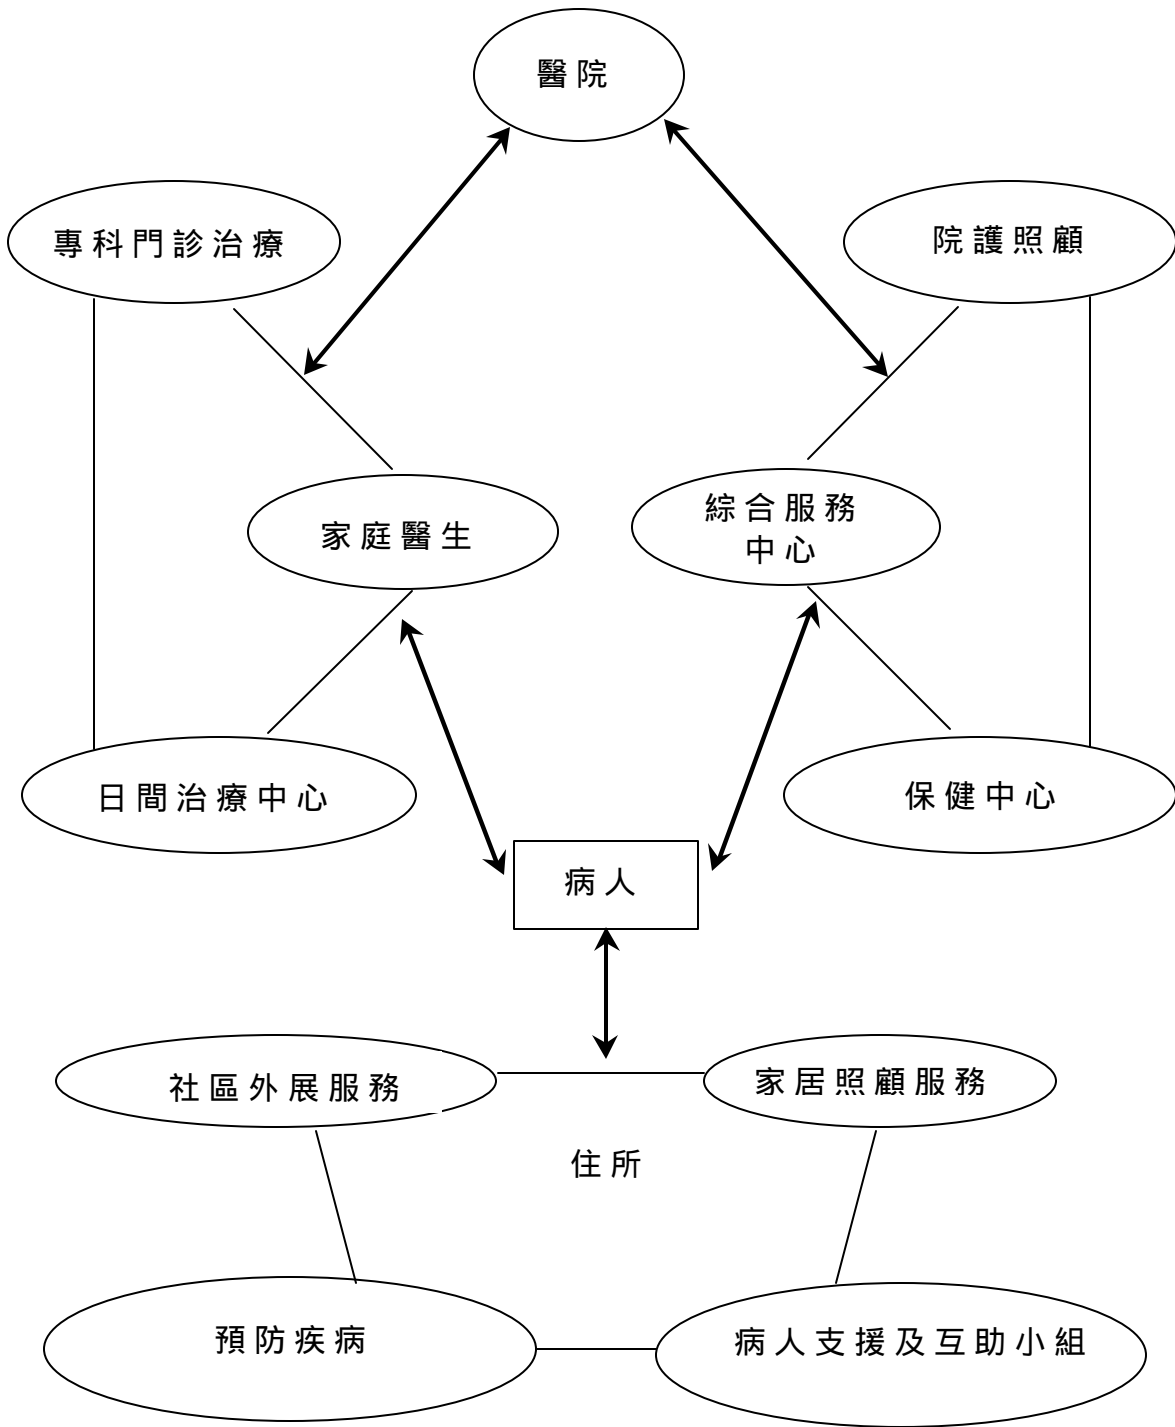 醫院
專科門診治療
院護照顧
家庭醫生
綜合服務
中心
日間治療中心
保健中心
病人
社區外展服務
家居照顧服務
住所
預防疾病
病人支援及互助小組